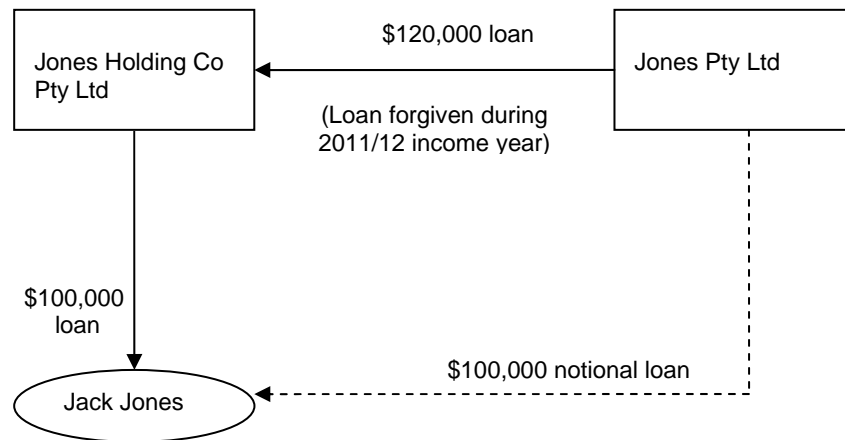 $120,000 loan
Jones Holding Co
Pty Ltd
Jones Pty Ltd
(Loan forgiven during
2011/12 income year)
$100,000
loan
$100,000 notional loan
Jack Jones